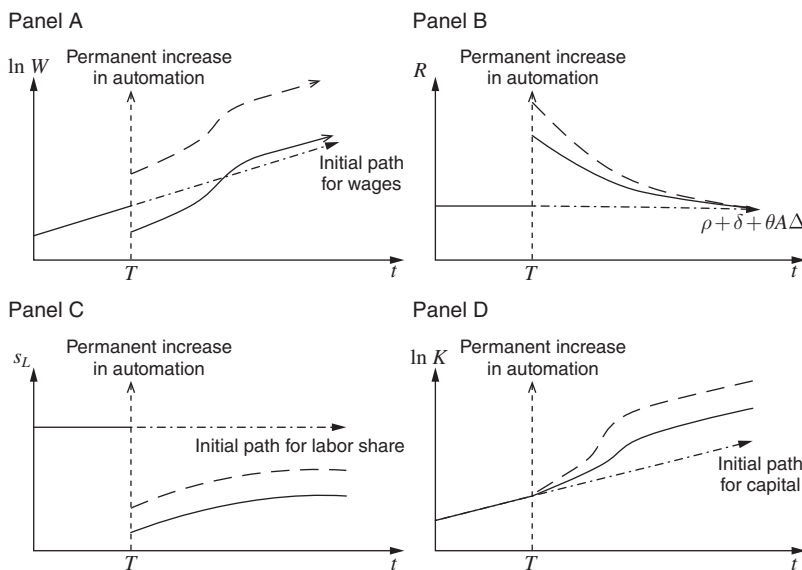 Panel A
ln W
Permanent increase
in automation
Initial path
for wages
T
t
Panel B
R
Permanent increase
in automation
ρ + δ + θAΔ
T
t
Panel C
s_L
Permanent increase
in automation
Initial path for labor share
T
t
Panel D
ln K
Permanent increase
in automation
Initial path
for capital
T
t